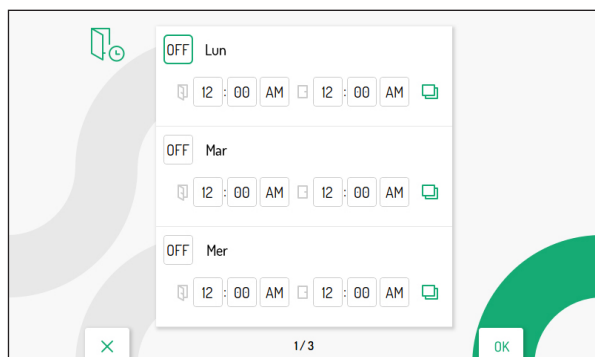 OFF Lun
12 : 00 AM 12 : 00 AM
OFF Mar
12 : 00 AM 12 : 00 AM
OFF Mer
12 : 00 AM 12 : 00 AM
1/3
OK